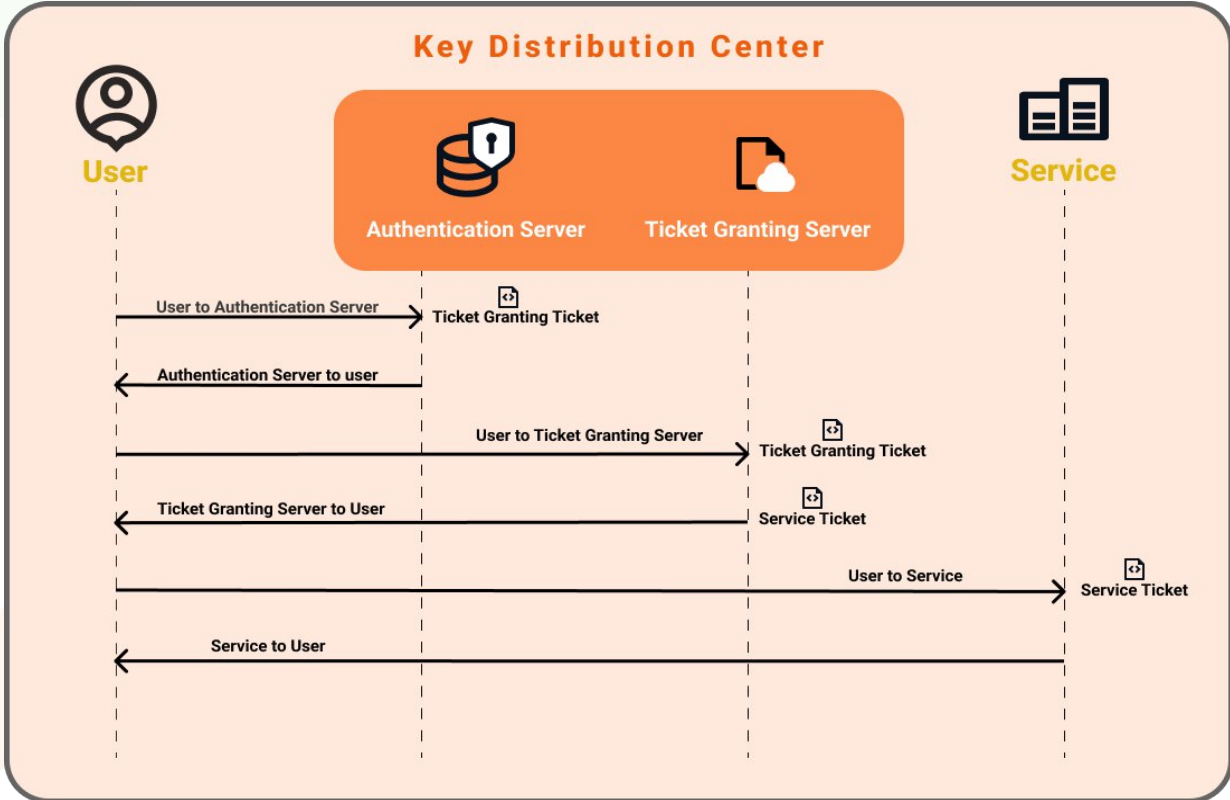 Key Distribution Center
User
Service
Authentication Server
Ticket Granting Server
User to Authentication Server
Ticket Granting Ticket
Authentication Server to user
User to Ticket Granting Server
Ticket Granting Ticket
Ticket Granting Server to User
Service Ticket
User to Service
Service Ticket
Service to User